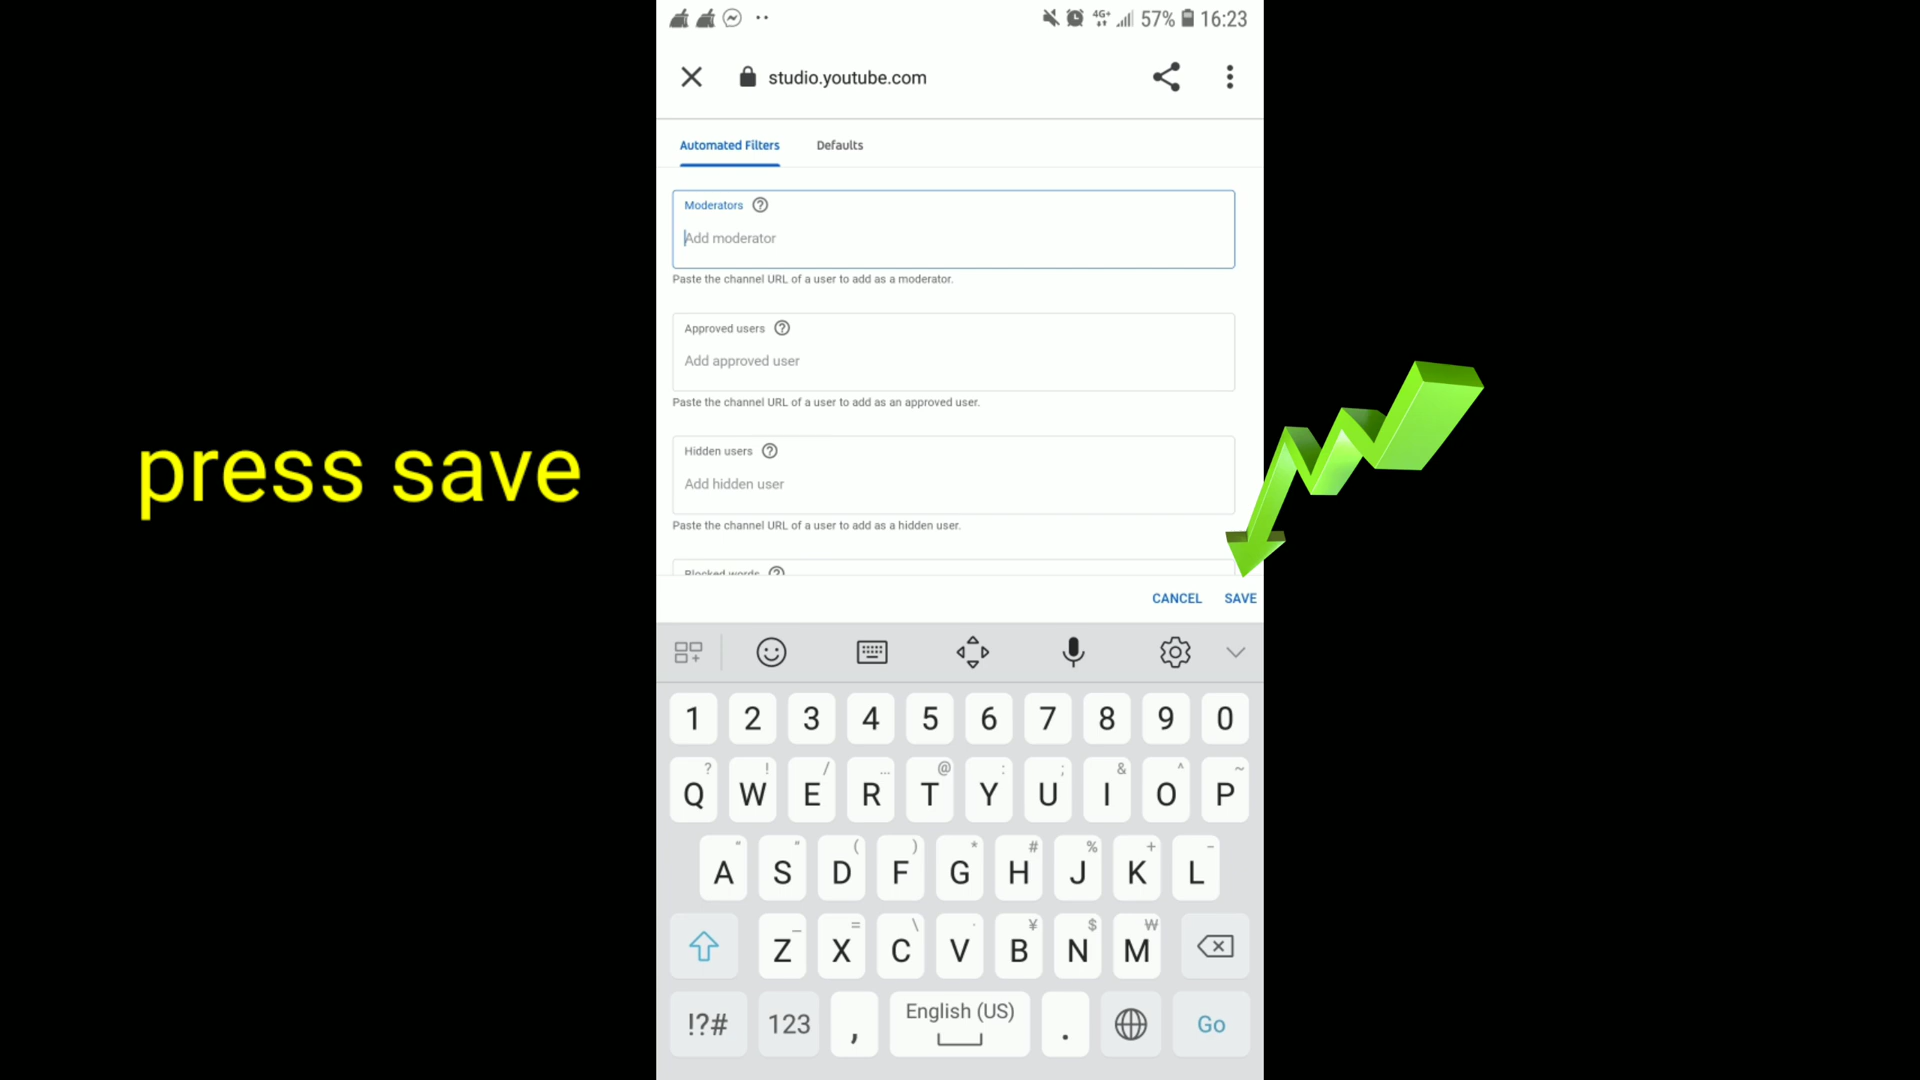 4G+ 57% 16:23
studio.youtube.com
Automated Filters Defaults
Moderators ?
Add moderator
Paste the channel URL of a user to add as a moderator.
Approved users ?
Add approved user
Paste the channel URL of a user to add as an approved user.
press save
Hidden users ?
Add hidden user
Paste the channel URL of a user to add as a hidden user.
Blocked words ?
CANCEL SAVE
1 2 3 4 5 6 7 8 9 0
? ! / ... @ : ; & ^ ~
Q W E R T Y U I O P
" " ( ) * # % + -
A S D F G H J K L
_ = \ · ¥ $ ₩
Z X C V B N M
!?# 123 , English (US) . Go